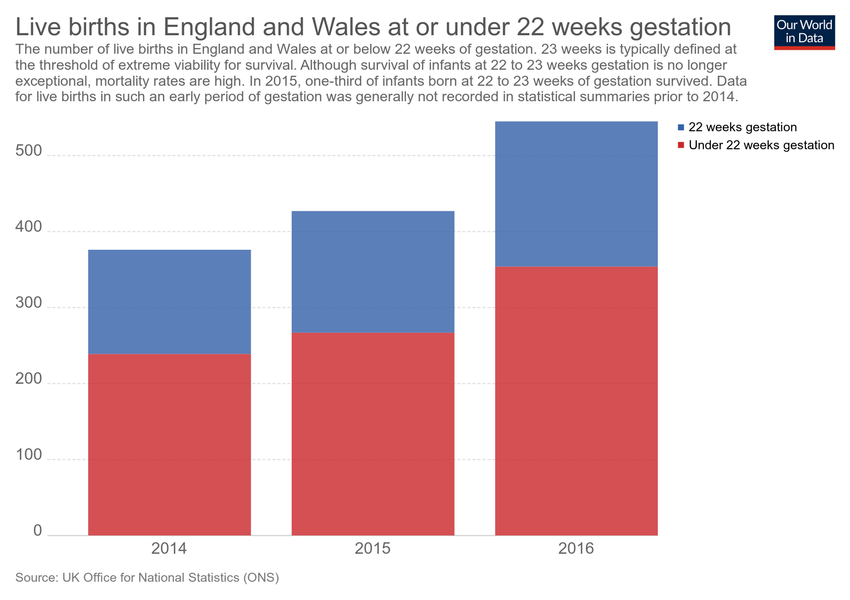 Live births in England and Wales at or under 22 weeks gestation
Our World
in Data
The number of live births in England and Wales at or below 22 weeks of gestation. 23 weeks is typically defined at
the threshold of extreme viability for survival. Although survival of infants at 22 to 23 weeks gestation is no longer
exceptional, mortality rates are high. In 2015, one-third of infants born at 22 to 23 weeks of gestation survived. Data
for live births in such an early period of gestation was generally not recorded in statistical summaries prior to 2014.
22 weeks gestation
Under 22 weeks gestation
500
400
300
200
100
0
2014
2015
2016
Source: UK Office for National Statistics (ONS)